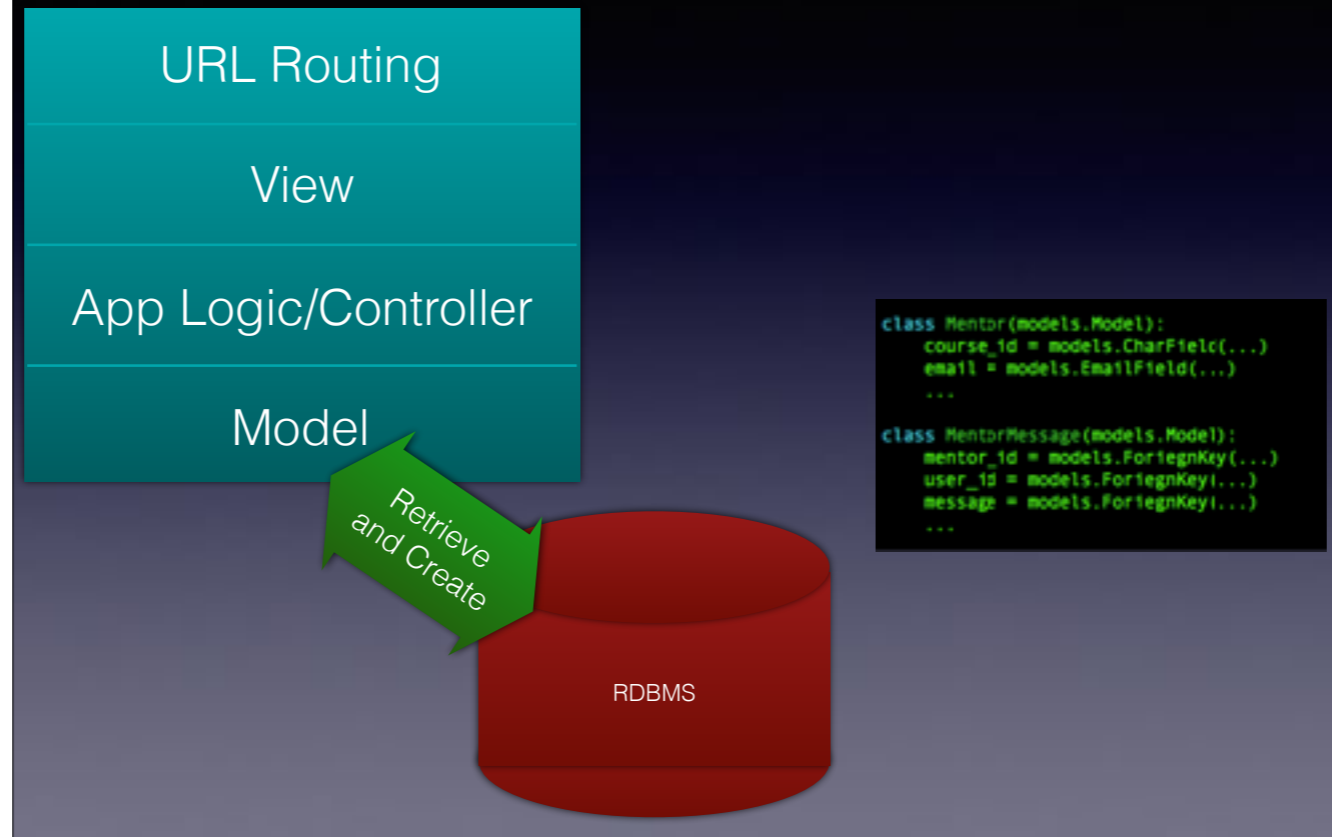 URL Routing
View
App Logic/Controller
Model
Retrieve
and Create
RDBMS
class Mentor(models.Model):
    course_id = models.CharField(...)
    email = models.EmailField(...)
    ...
class MentorMessage(models.Model):
    mentor_id = models.ForiegnKey(...)
    user_id = models.ForiegnKey(...)
    message = models.ForiegnKey(...)
    ...